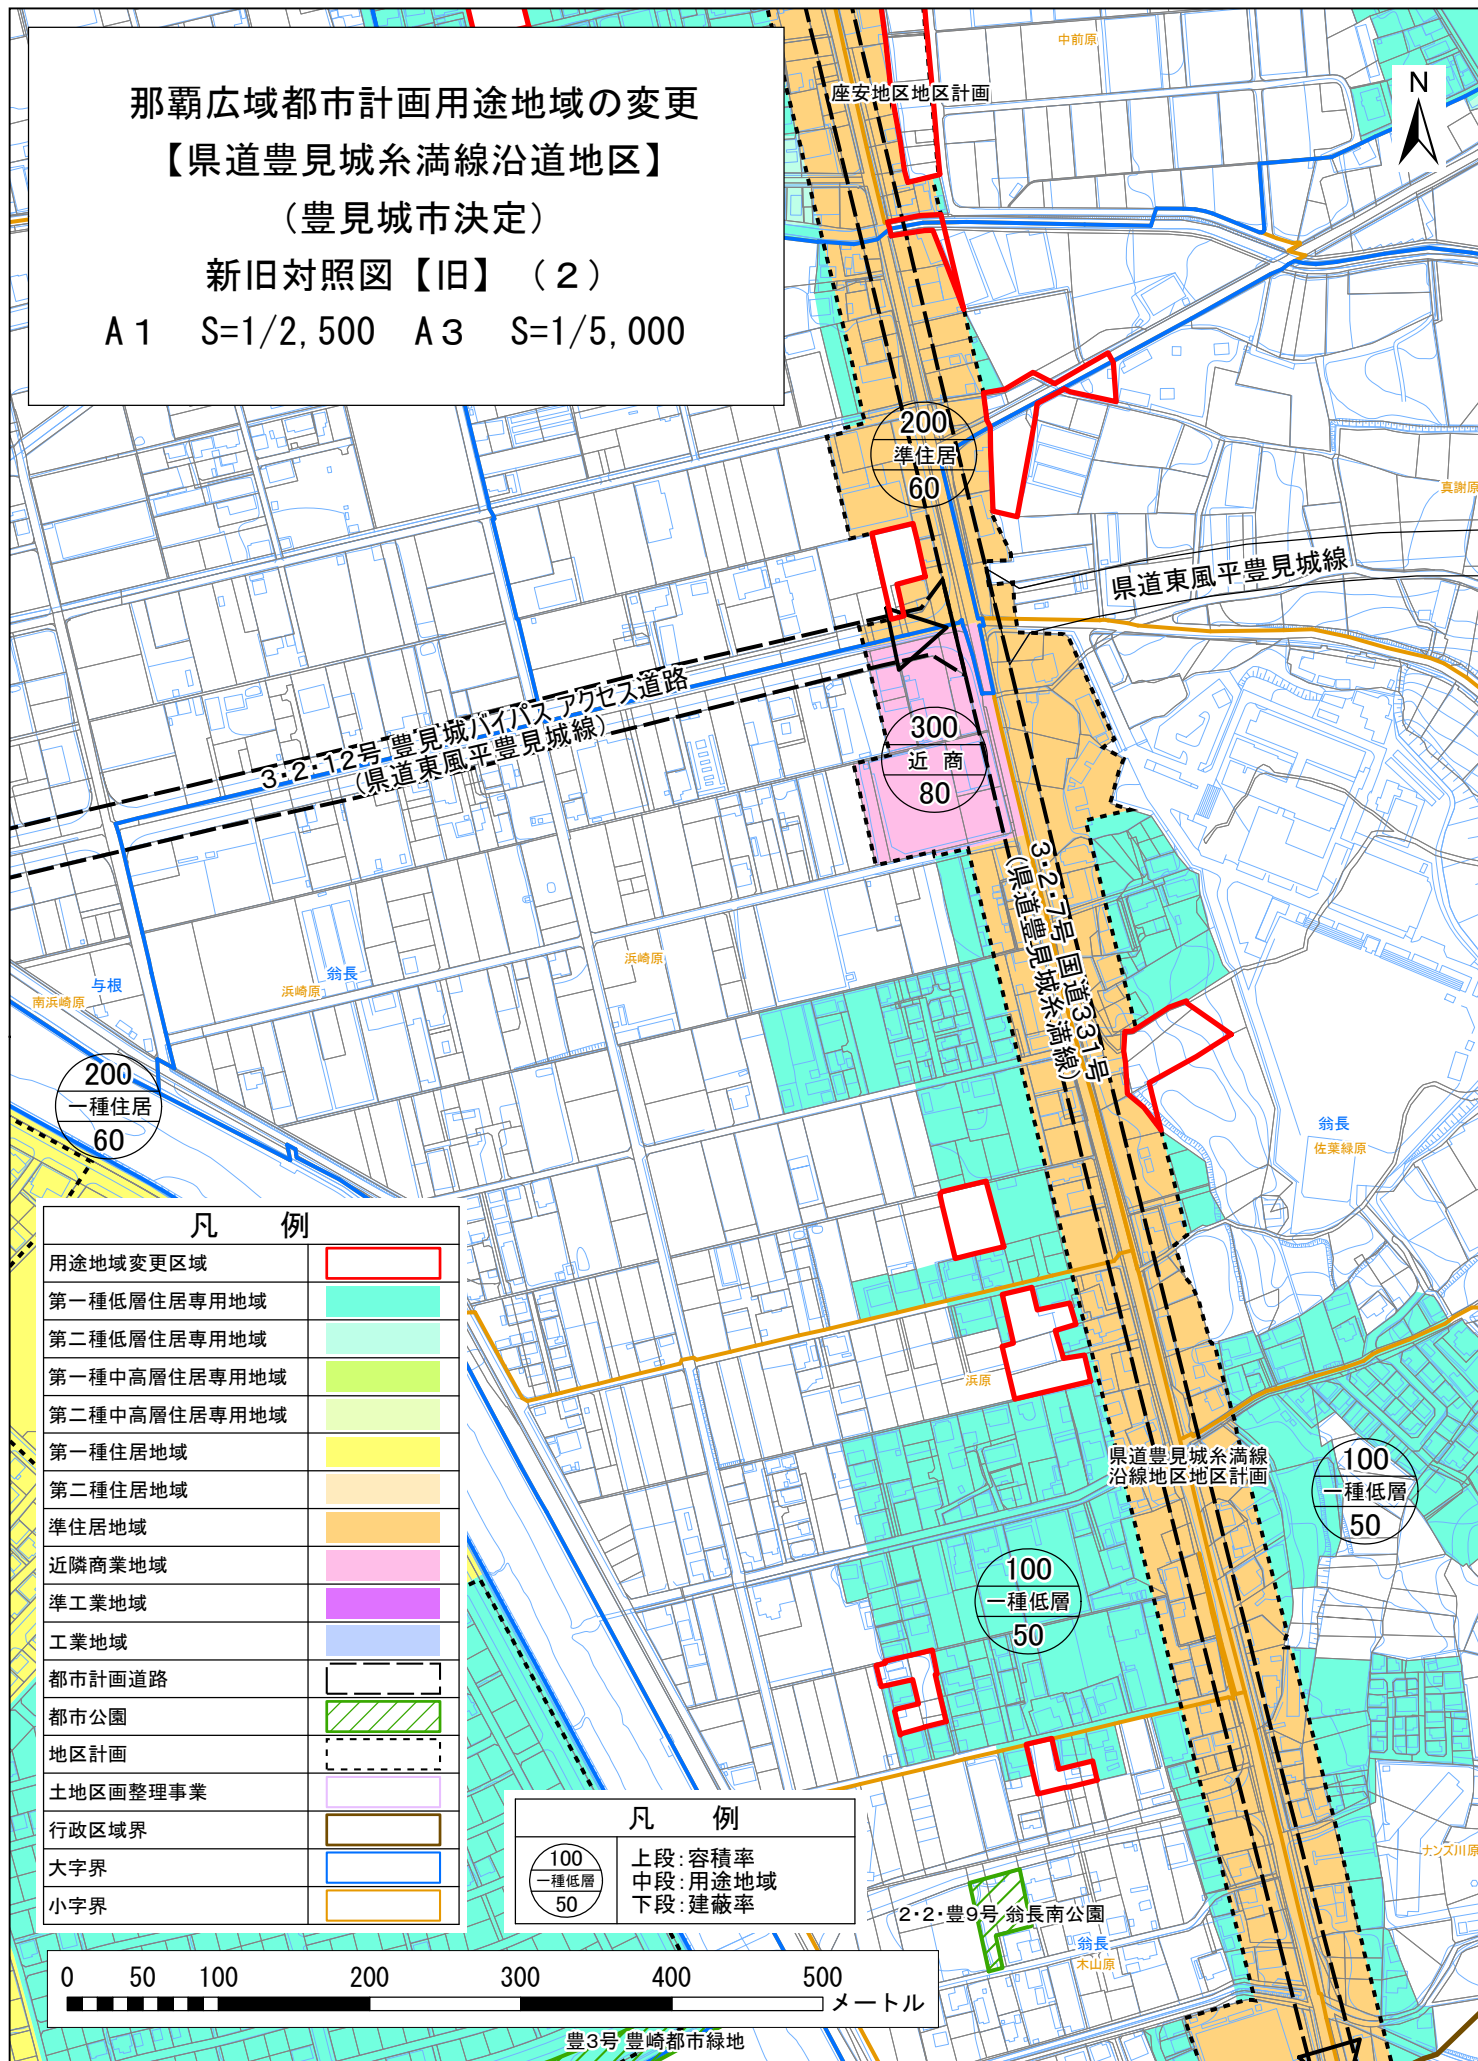 那覇広域都市計画用途地域の変更
【県道豊見城糸満線沿道地区】
（豊見城市決定）
新旧対照図【旧】（２）
A１　S=1/2,500　A３　S=1/5,000
中前原
座安地区地区計画
N
200
準住居
60
真謝原
県道東風平豊見城線
3・2・12号 豊見城バイパス アクセス道路
（県道東風平豊見城線）
300
近 商
80
3・2・7号 国道331号
（県道豊見城糸満線）
浜崎原
翁長
浜崎原
与根
南浜崎原
200
一種住居
60
翁長
佐葉緑原
浜原
県道豊見城糸満線
沿線地区地区計画
100
一種低層
50
100
一種低層
50
凡　例
用途地域変更区域
第一種低層住居専用地域
第二種低層住居専用地域
第一種中高層住居専用地域
第二種中高層住居専用地域
第一種住居地域
第二種住居地域
準住居地域
近隣商業地域
準工業地域
工業地域
都市計画道路
都市公園
地区計画
土地区画整理事業
行政区域界
大字界
小字界
凡　例
100
一種低層
50
上段：容積率
中段：用途地域
下段：建蔽率
ナンズ川原
2・2・豊9号 翁長南公園
翁長
木山原
0 50 100 200 300 400 500
メートル
豊3号 豊崎都市緑地